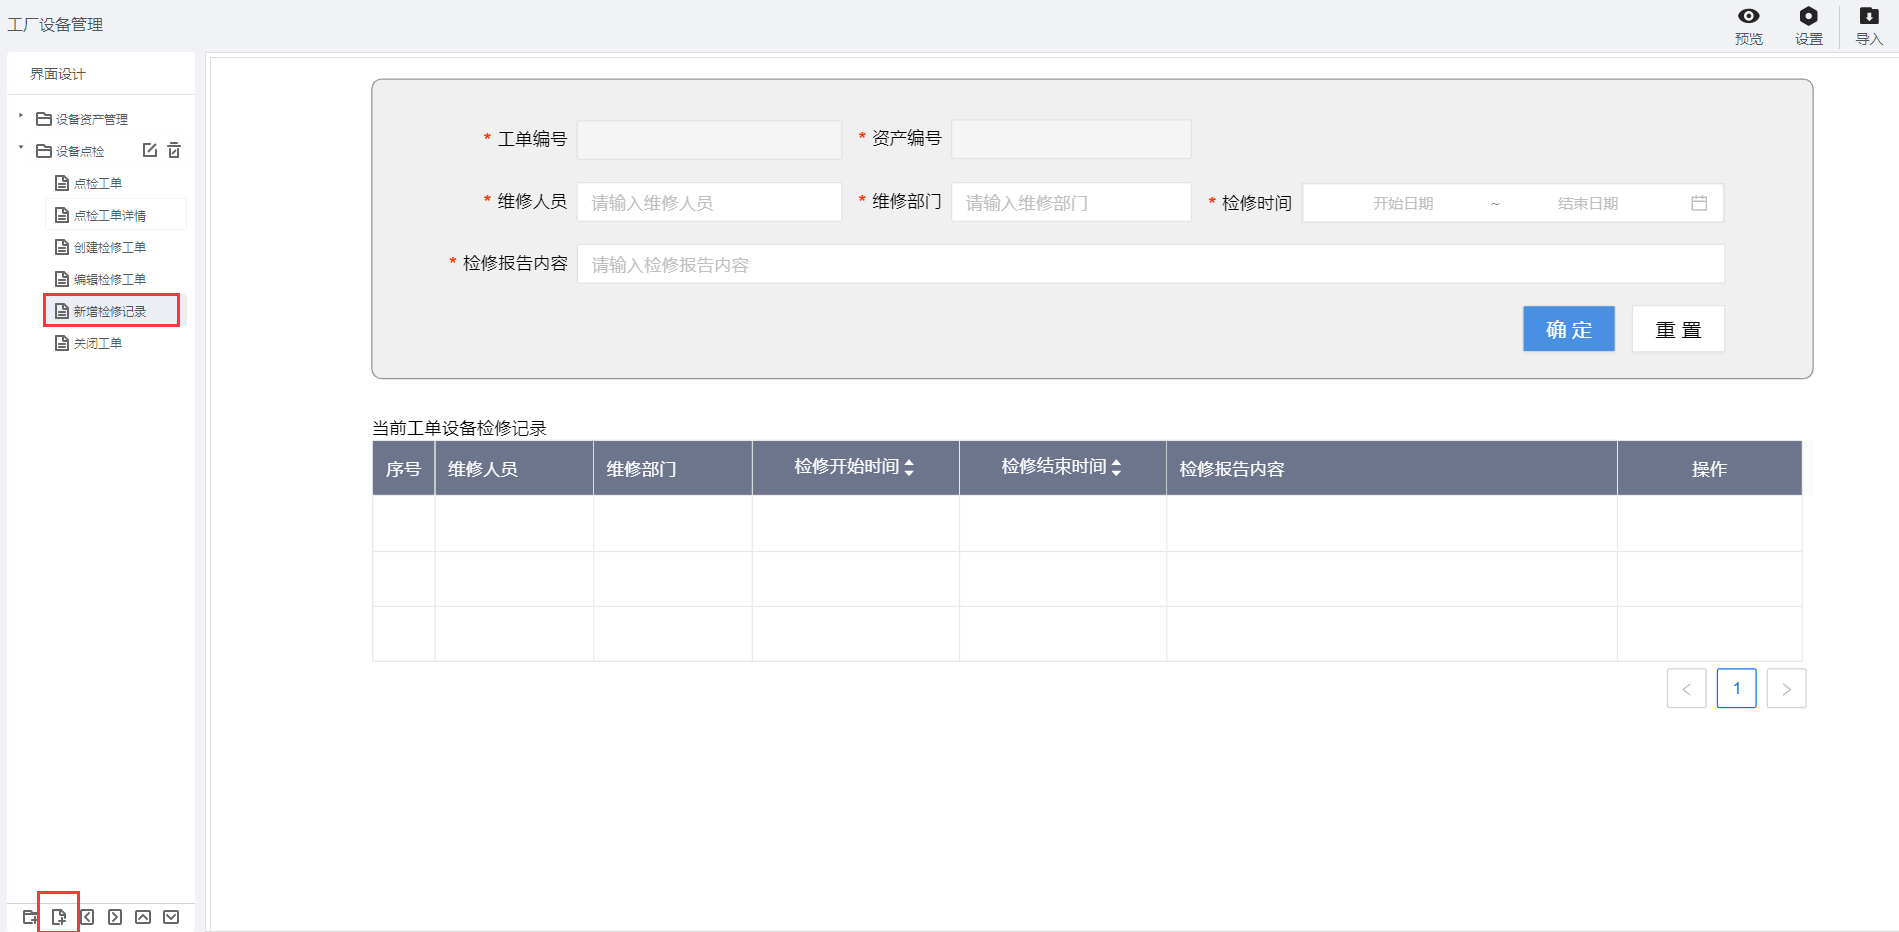 工厂设备管理
预览 设置 导入
界面设计
设备资产管理
设备点检
点检工单
点检工单详情
创建检修工单
编辑检修工单
新增检修记录
关闭工单
* 工单编号 * 资产编号
* 维修人员 请输入维修人员 * 维修部门 请输入维修部门 * 检修时间 开始日期 ~ 结束日期
* 检修报告内容 请输入检修报告内容
确 定 重 置
当前工单设备检修记录
序号 维修人员 维修部门 检修开始时间 检修结束时间 检修报告内容 操作
< 1 >